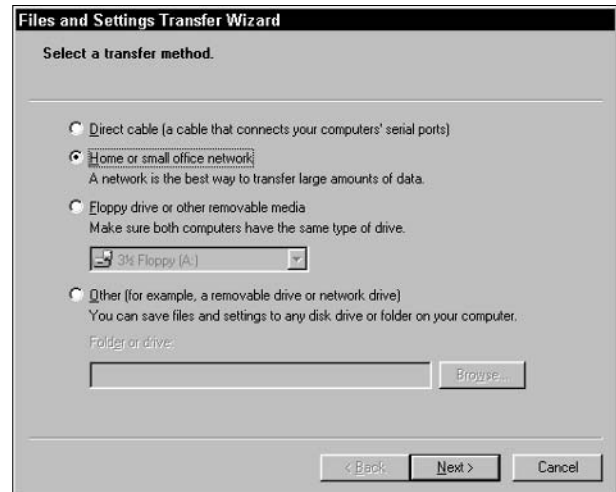 Files and Settings Transfer Wizard
Select a transfer method.
Direct cable (a cable that connects your computers' serial ports)
Home or small office network
A network is the best way to transfer large amounts of data.
Floppy drive or other removable media
Make sure both computers have the same type of drive.
3½ Floppy (A:)
Other (for example, a removable drive or network drive)
You can save files and settings to any disk drive or folder on your computer.
Folder or drive:
Browse...
< Back Next > Cancel